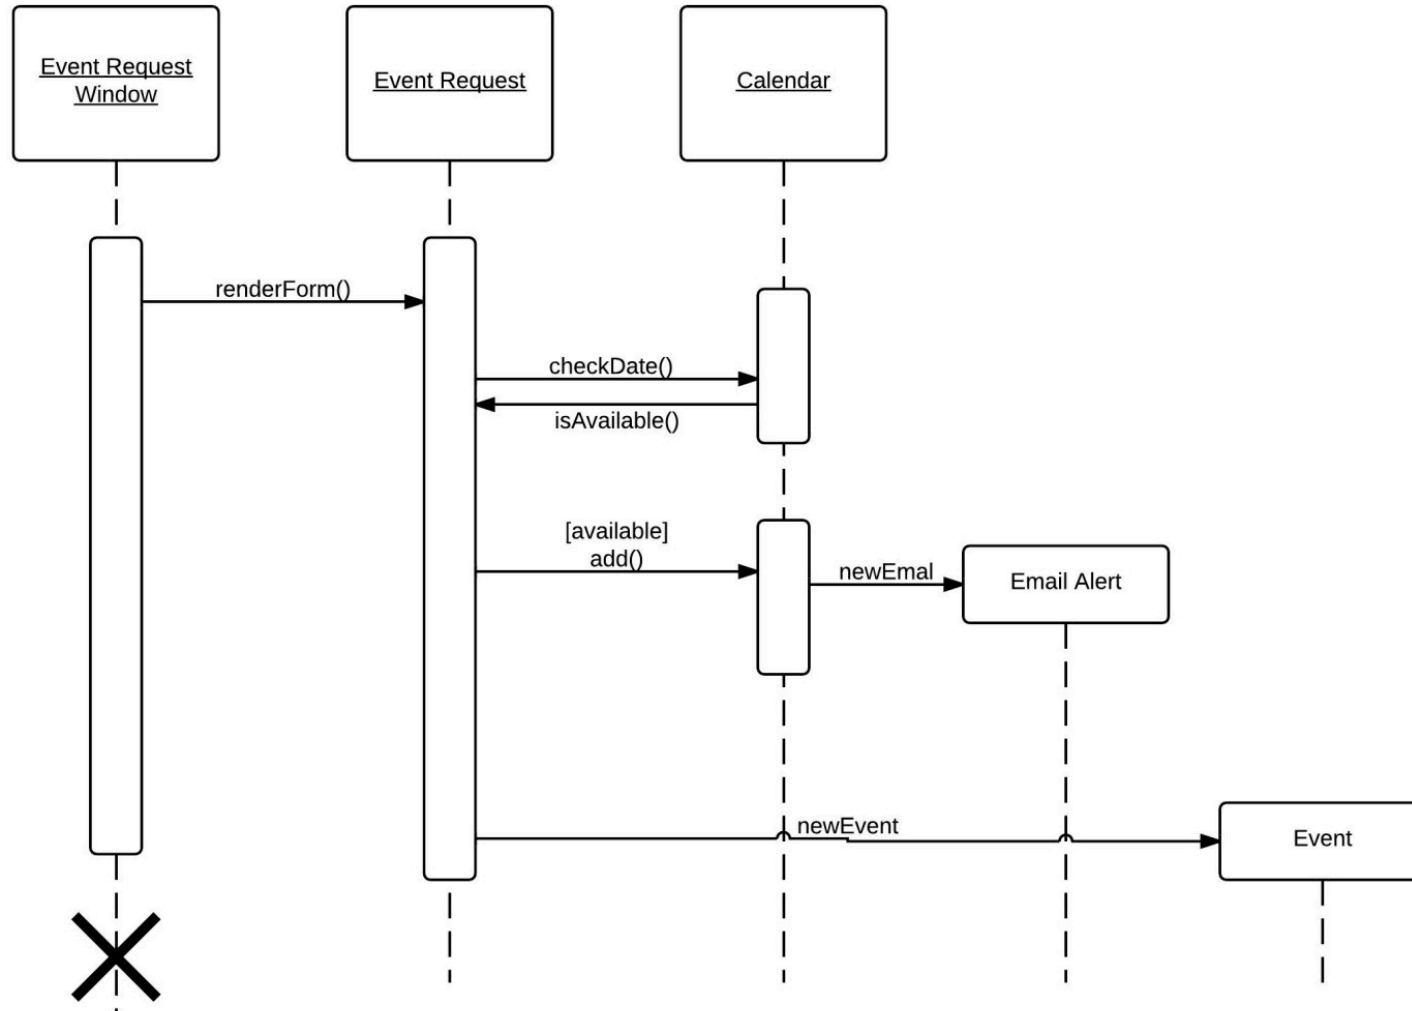 Event Request
Window
Event Request
Calendar
renderForm()
checkDate()
isAvailable()
[available]
add()
newEmal
Email Alert
newEvent
Event